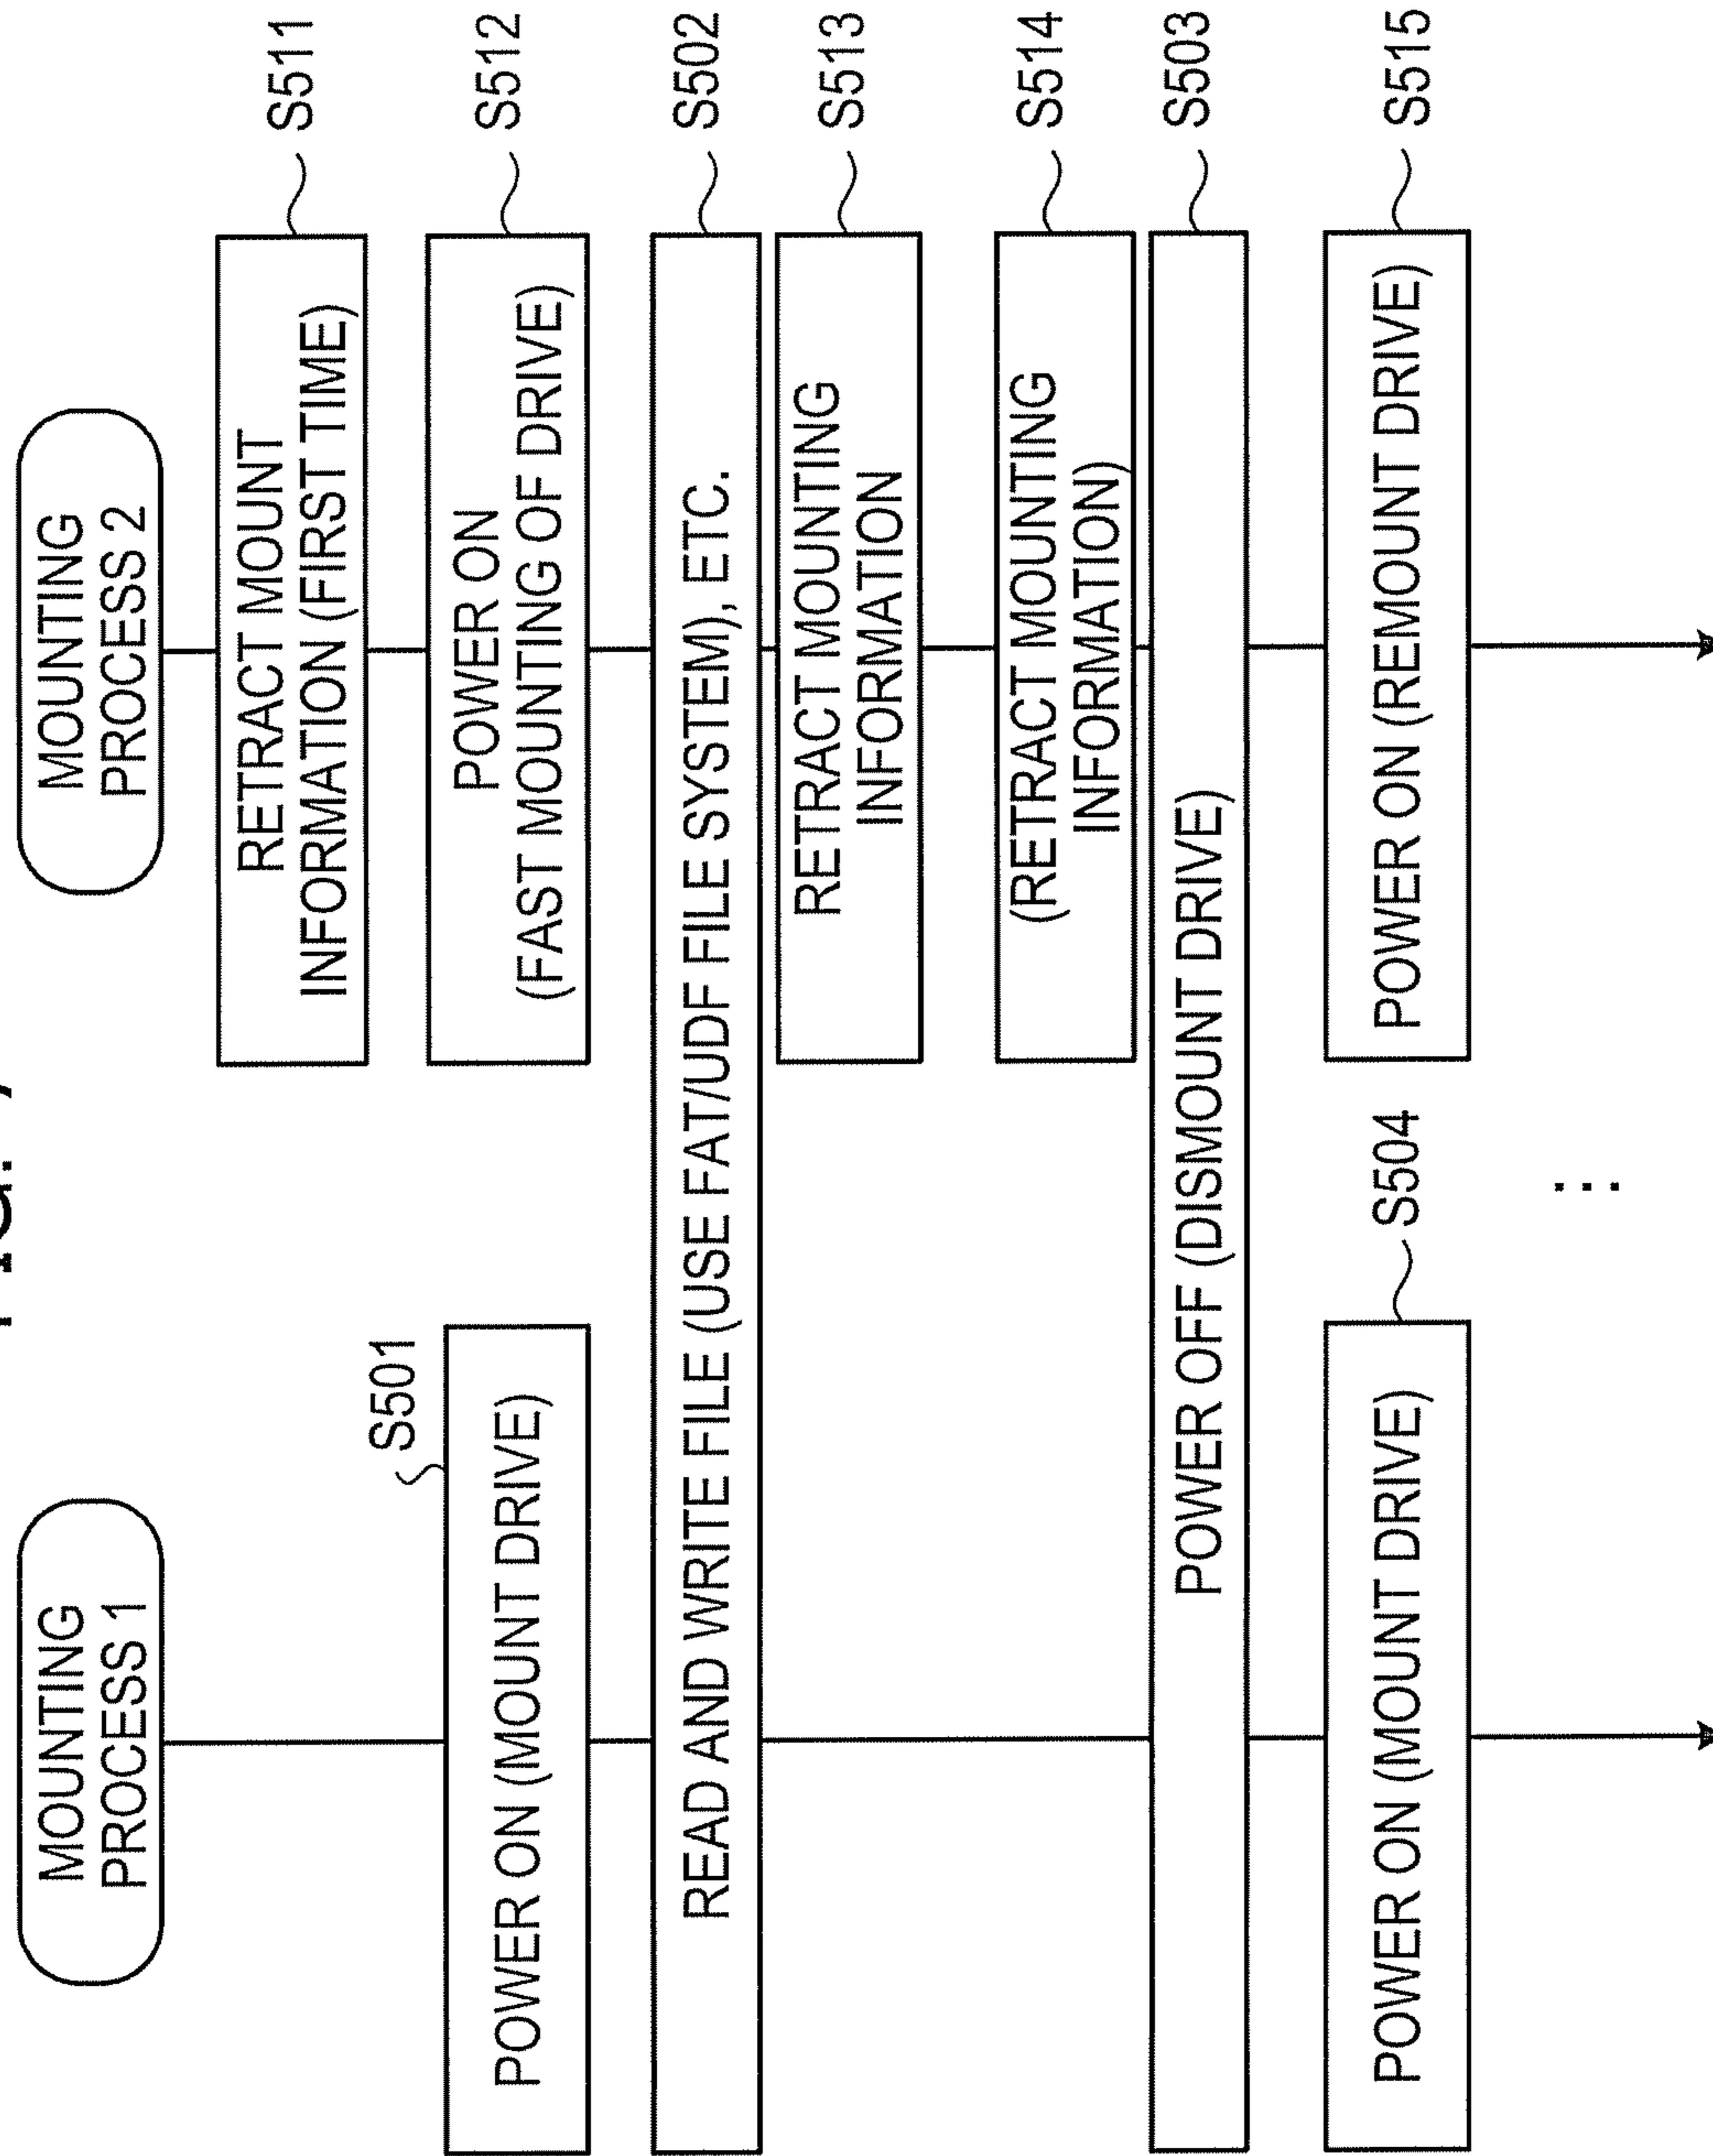 FIG. 7
MOUNTING
PROCESS 1
MOUNTING
PROCESS 2
RETRACT MOUNT
INFORMATION (FIRST TIME)
S511
S501
POWER ON (MOUNT DRIVE)
POWER ON
(FAST MOUNTING OF DRIVE)
S512
READ AND WRITE FILE (USE FAT/UDF FILE SYSTEM), ETC.
S502
RETRACT MOUNTING
INFORMATION
S513
(RETRACT MOUNTING
INFORMATION)
S514
POWER OFF (DISMOUNT DRIVE)
S503
POWER ON (MOUNT DRIVE)
S504
POWER ON (REMOUNT DRIVE)
S515
...